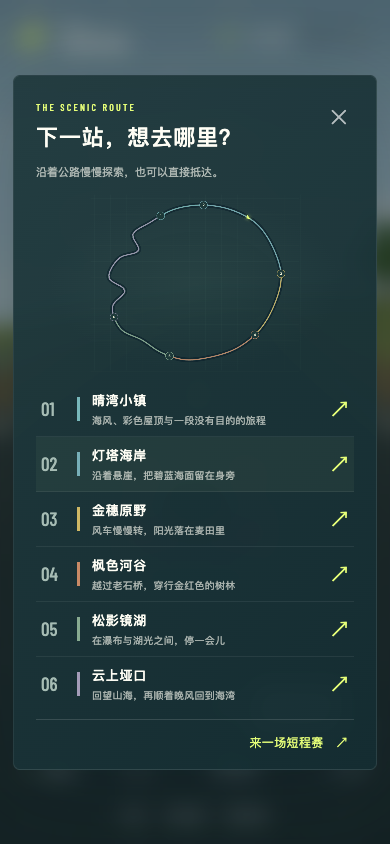 THE SCENIC ROUTE
下一站，想去哪里？
沿着公路慢慢探索，也可以直接抵达。
01
晴湾小镇
海风、彩色屋顶与一段没有目的的旅程
02
灯塔海岸
沿着悬崖，把碧蓝海面留在身旁
03
金穗原野
风车慢慢转，阳光落在麦田里
04
枫色河谷
越过老石桥，穿行金红色的树林
05
松影镜湖
在瀑布与湖光之间，停一会儿
06
云上垭口
回望山海，再顺着晚风回到海湾
来一场短程赛